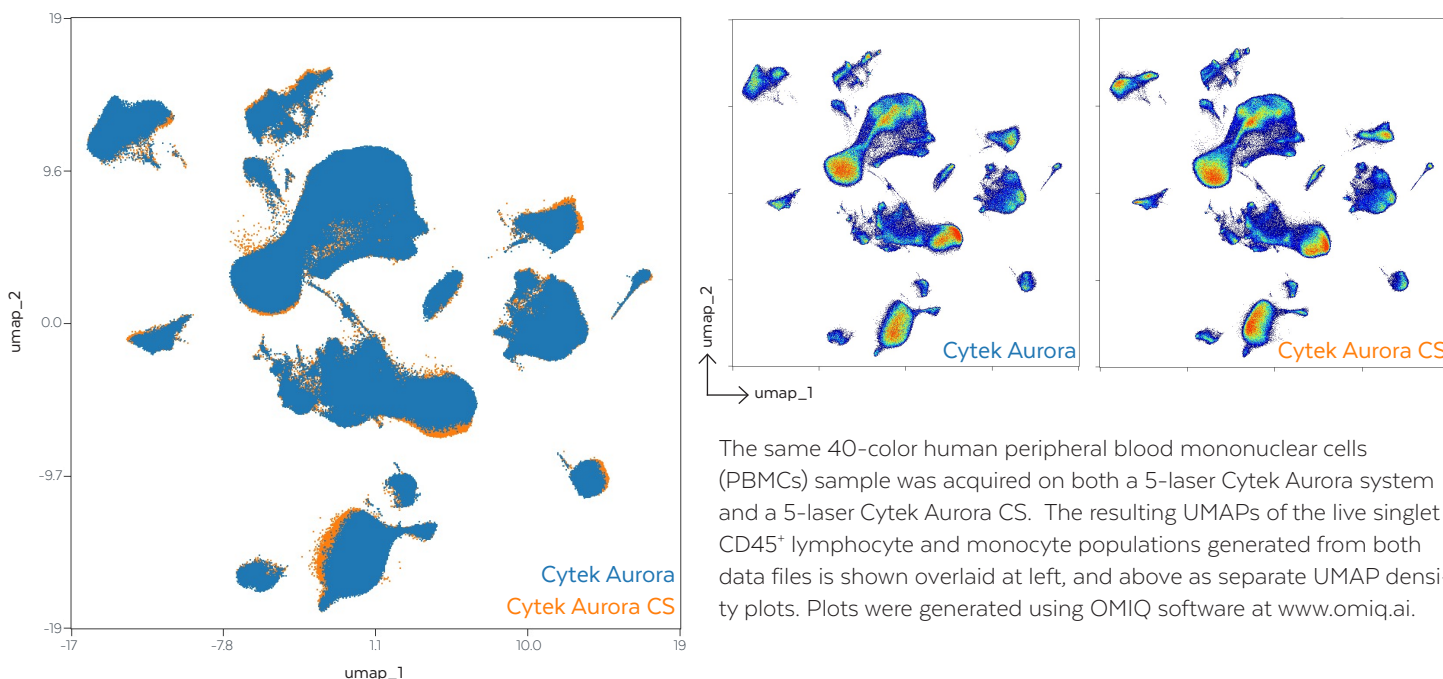 19
9.6
0.0
-9.7
-19
umap_2
-17
-7.8
1.1
10.0
19
umap_1
Cytek Aurora
Cytek Aurora CS
umap_2
umap_1
Cytek Aurora
Cytek Aurora CS
The same 40-color human peripheral blood mononuclear cells
(PBMCs) sample was acquired on both a 5-laser Cytek Aurora system
and a 5-laser Cytek Aurora CS. The resulting UMAPs of the live singlet
CD45⁺ lymphocyte and monocyte populations generated from both
data files is shown overlaid at left, and above as separate UMAP densi-
ty plots. Plots were generated using OMIQ software at www.omiq.ai.